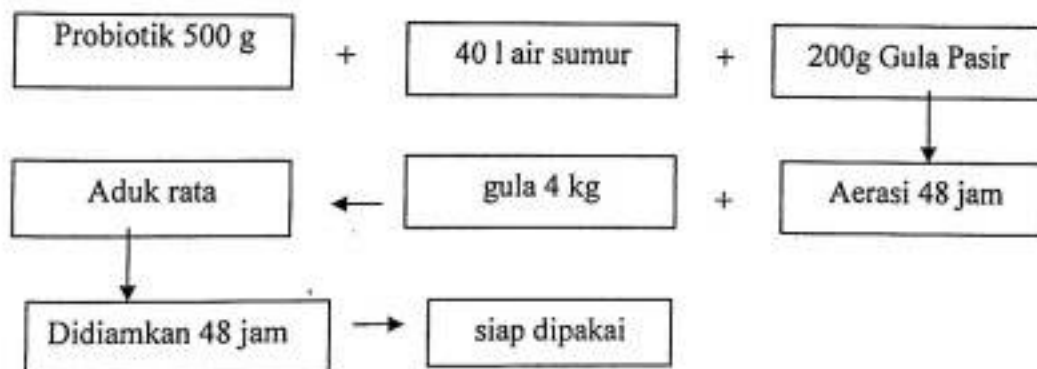 Probiotik 500 g + 40 l air sumur + 200g Gula Pasir
Aduk rata gula 4 kg + Aerasi 48 jam
Didiamkan 48 jam siap dipakai